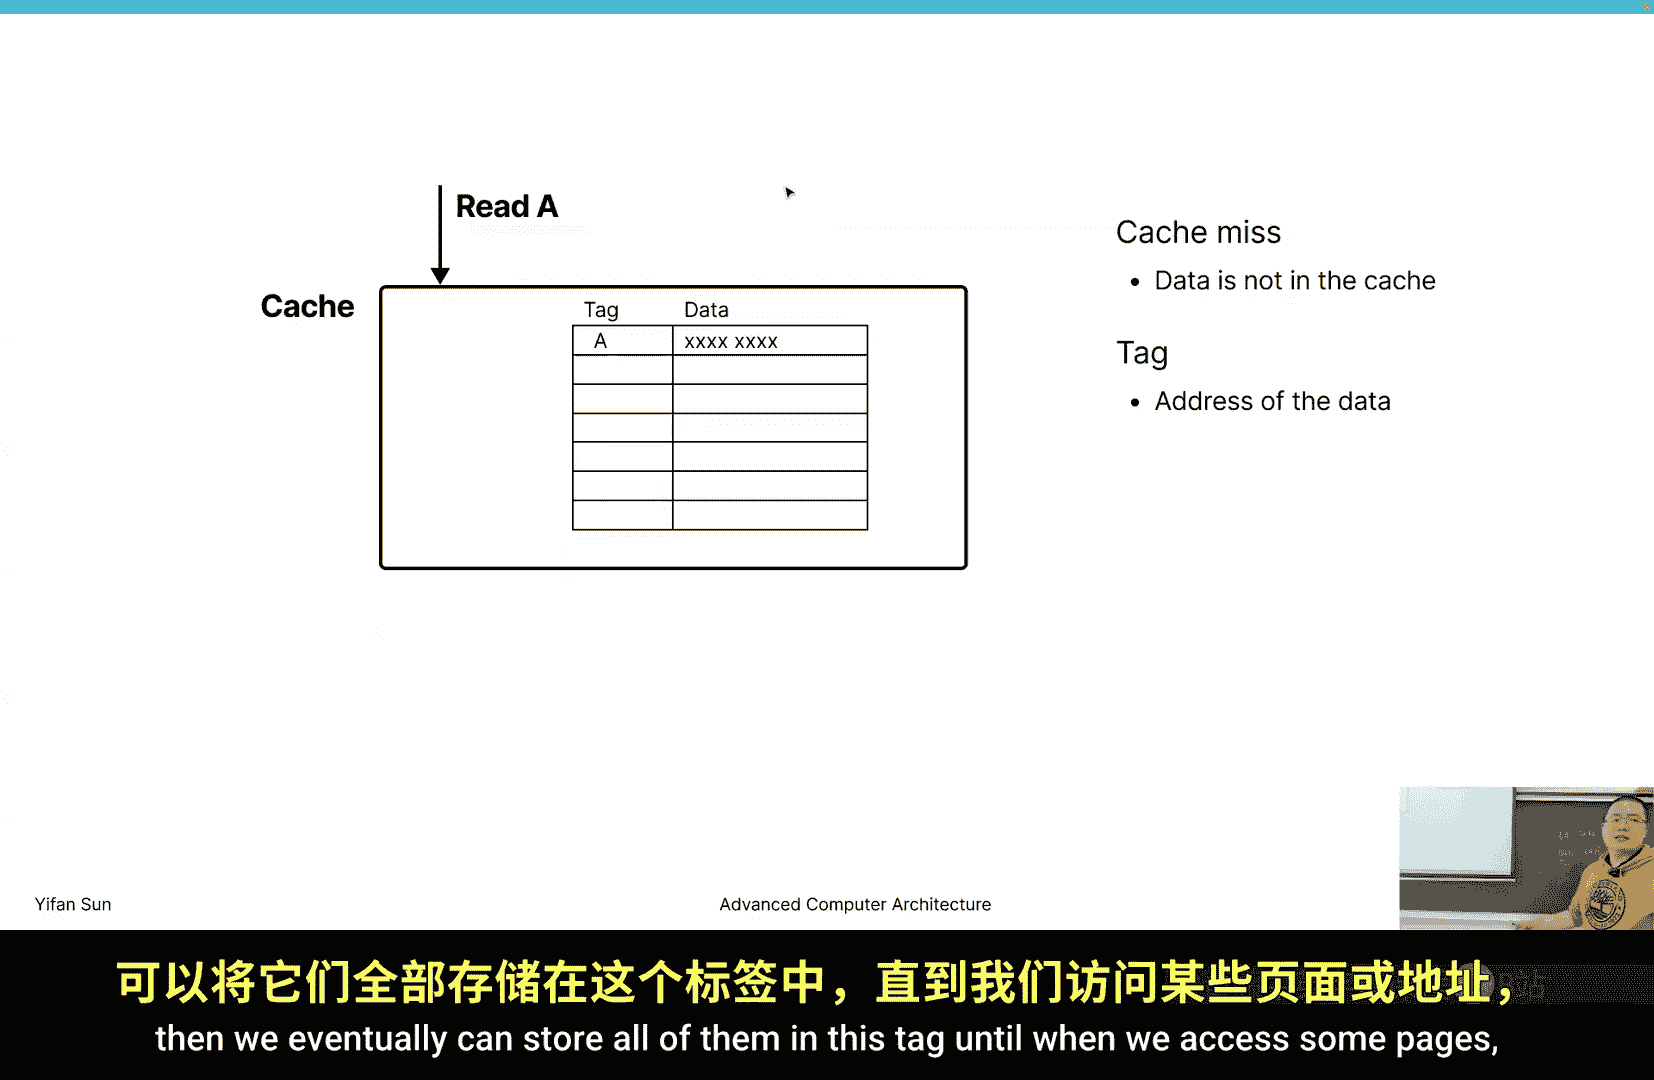 Read A
Cache
Tag Data
A xxxx xxxx
Cache miss
• Data is not in the cache
Tag
• Address of the data
Yifan Sun
Advanced Computer Architecture
可以将它们全部存储在这个标签中，直到我们访问某些页面或地址，
then we eventually can store all of them in this tag until when we access some pages,